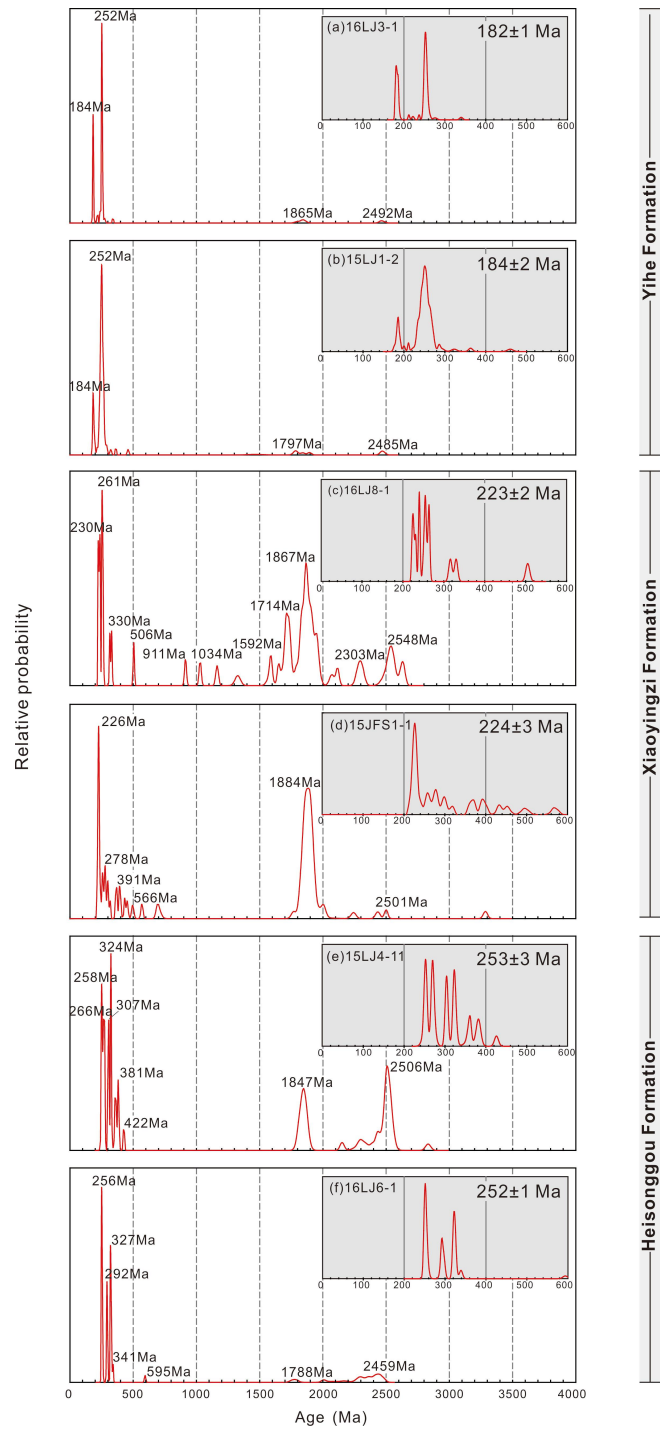 252Ma
184Ma
1865Ma
2492Ma
(a)16LJ3-1
182±1 Ma
0 100 200 300 400 500 600
252Ma
184Ma
1797Ma
2485Ma
(b)15LJ1-2
184±2 Ma
0 100 200 300 400 500 600
Yihe Formation
261Ma
230Ma
330Ma
506Ma
911Ma
1034Ma
1592Ma
1714Ma
1867Ma
2303Ma
2548Ma
(c)16LJ8-1
223±2 Ma
0 100 200 300 400 500 600
226Ma
278Ma
391Ma
566Ma
1884Ma
2501Ma
(d)15JFS1-1
224±3 Ma
0 100 200 300 400 500 600
Xiaoyingzi Formation
324Ma
258Ma
266Ma
307Ma
381Ma
422Ma
1847Ma
2506Ma
(e)15LJ4-11
253±3 Ma
0 100 200 300 400 500 600
256Ma
327Ma
292Ma
341Ma
595Ma
1788Ma
2459Ma
(f)16LJ6-1
252±1 Ma
0 100 200 300 400 500 600
Heisonggou Formation
0 500 1000 1500 2000 2500 3000 3500 4000
Age (Ma)
Relative probability